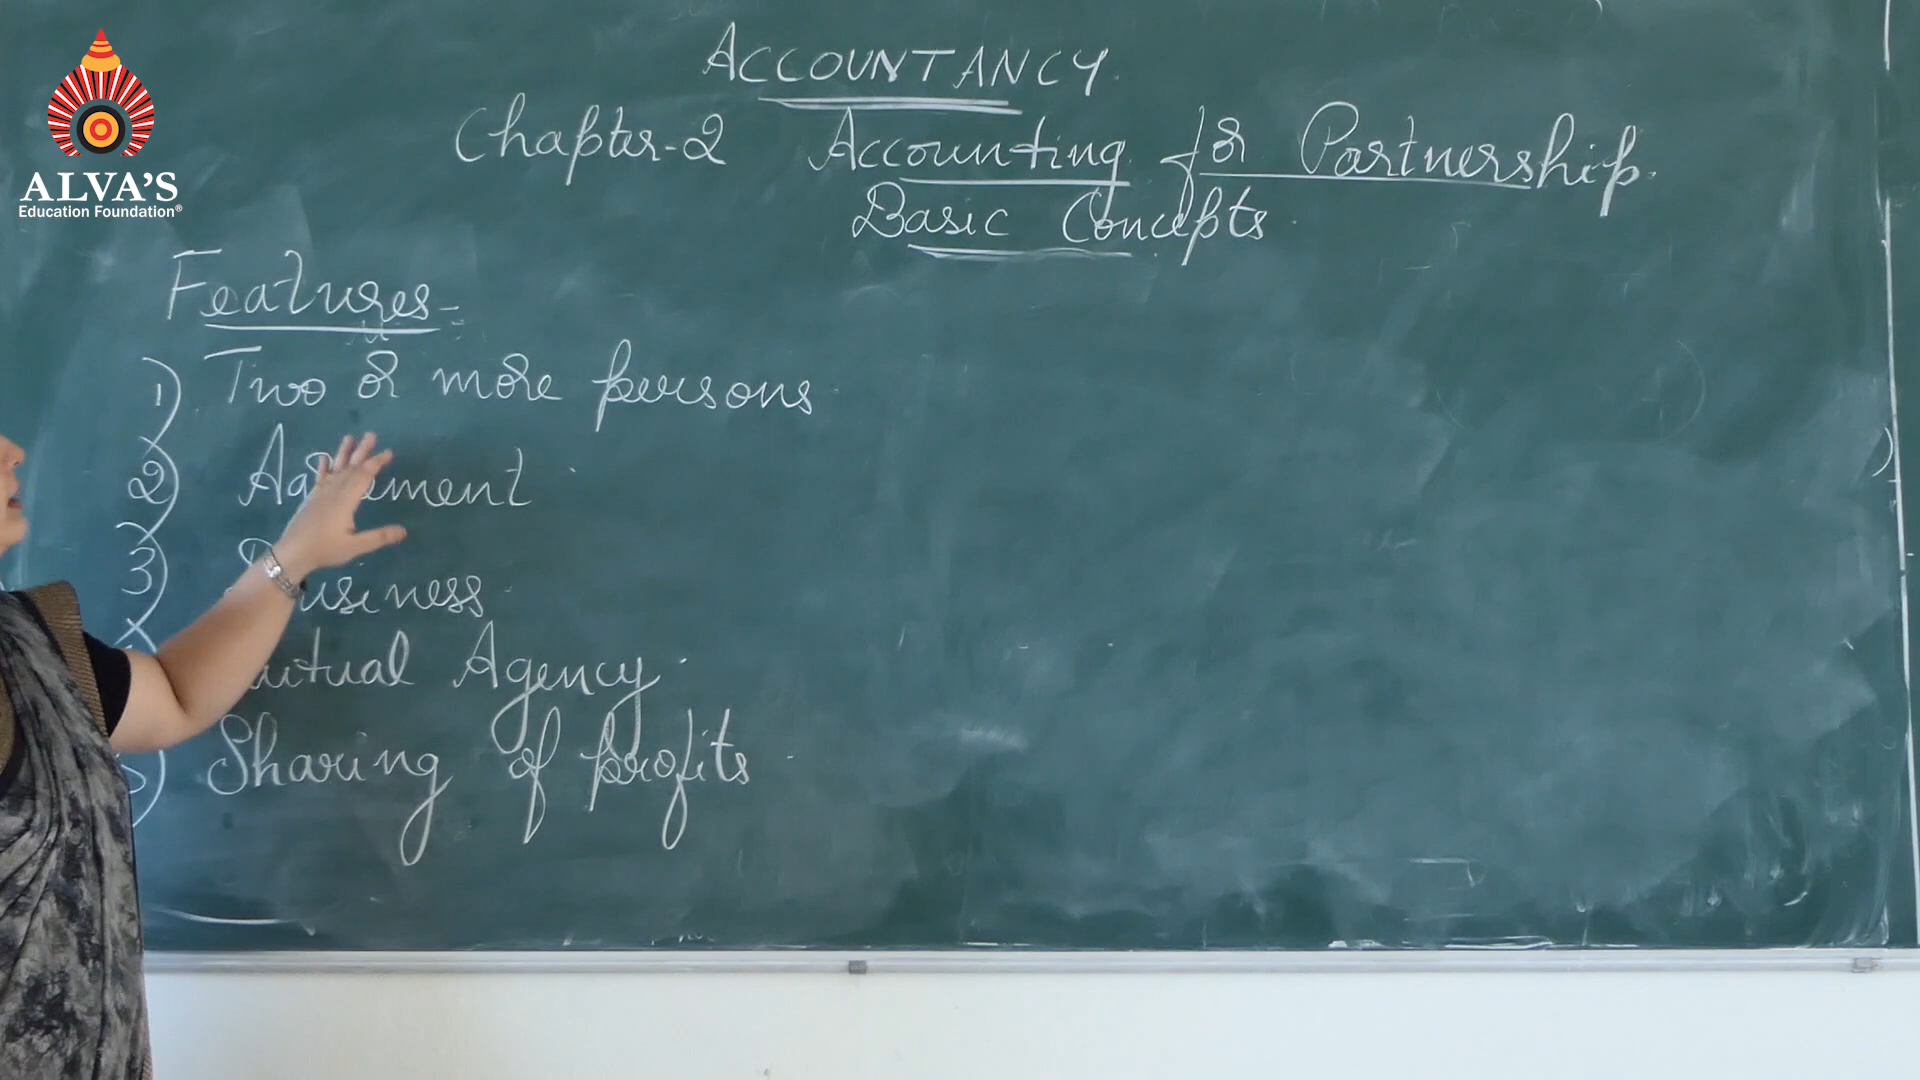 ALVA'S
Education Foundation®
ACCOUNTANCY
Chapter-2 Accounting for Partnership
Basic Concepts
Features-
1) Two or more persons
2) Agreement
3) Business
Mutual Agency
5) Sharing of profits